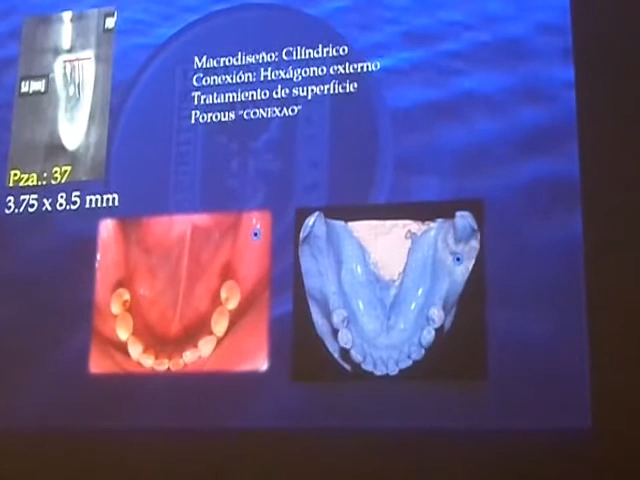 Macrodiseño: Cilíndrico
Conexión: Hexágono externo
Tratamiento de superficie
Porous "CONEXAO"
Pza.: 37
3.75 x 8.5 mm